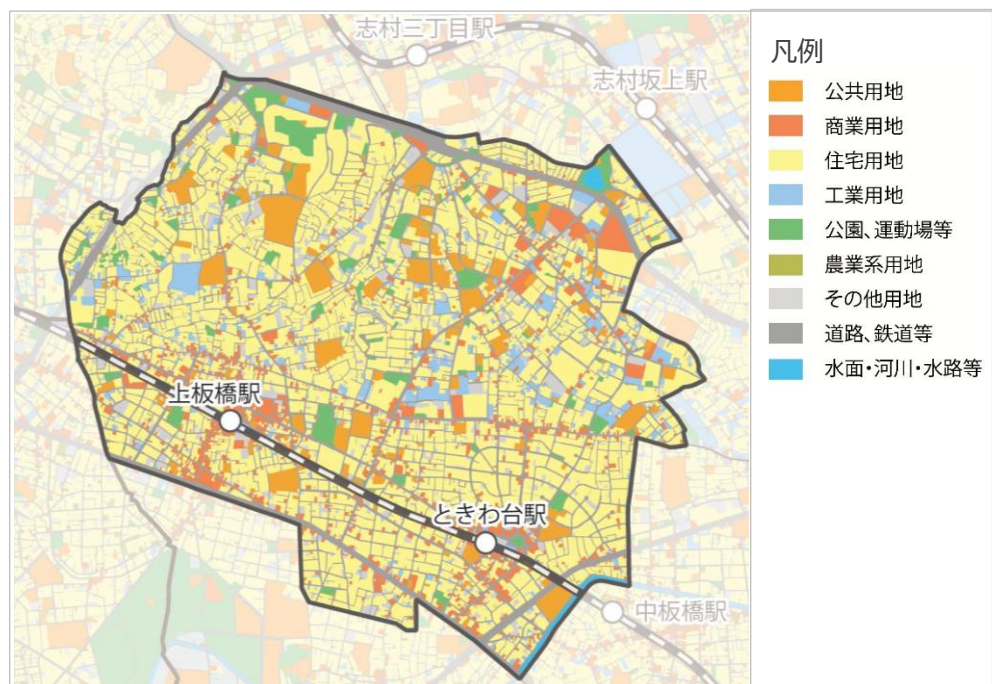 志村三丁目駅
志村坂上駅
上板橋駅
ときわ台駅
中板橋駅
凡例
公共用地
商業用地
住宅用地
工業用地
公園、運動場等
農業系用地
その他用地
道路、鉄道等
水面・河川・水路等